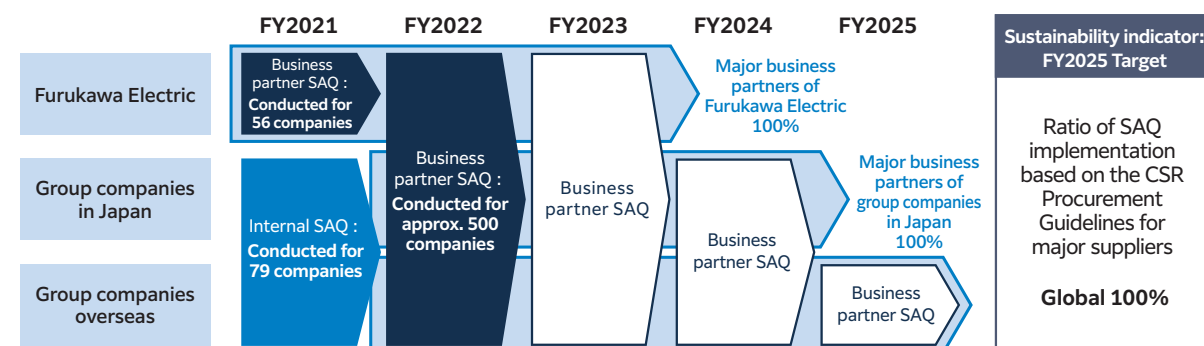 FY2021
FY2022
FY2023
FY2024
FY2025
Furukawa Electric
Group companies
in Japan
Group companies
overseas
Business
partner SAQ :
Conducted for
56 companies
Internal SAQ :
Conducted for
79 companies
Business
partner SAQ :
Conducted for
approx. 500
companies
Business
partner SAQ
Business
partner SAQ
Business
partner SAQ
Major business
partners of
Furukawa Electric
100%
Major business
partners of
group companies
in Japan
100%
Sustainability indicator:
FY2025 Target
Ratio of SAQ
implementation
based on the CSR
Procurement
Guidelines for
major suppliers
Global 100%